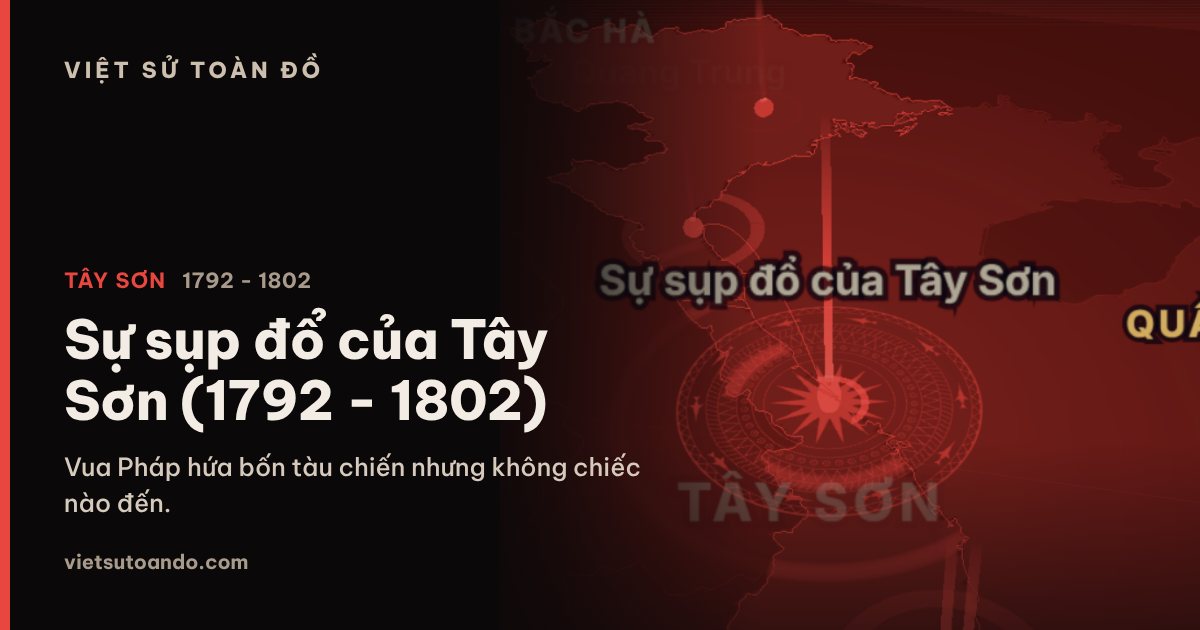 VIỆT SỬ TOÀN ĐỒ
TÂY SƠN 1792 - 1802
Sự sụp đổ của Tây
Sơn (1792 - 1802)
Vua Pháp hứa bốn tàu chiến nhưng không chiếc
nào đến.
vietsutoando.com
BẮC HÀ
Quang Trung
Sự sụp đổ của Tây Sơn
TÂY SƠN